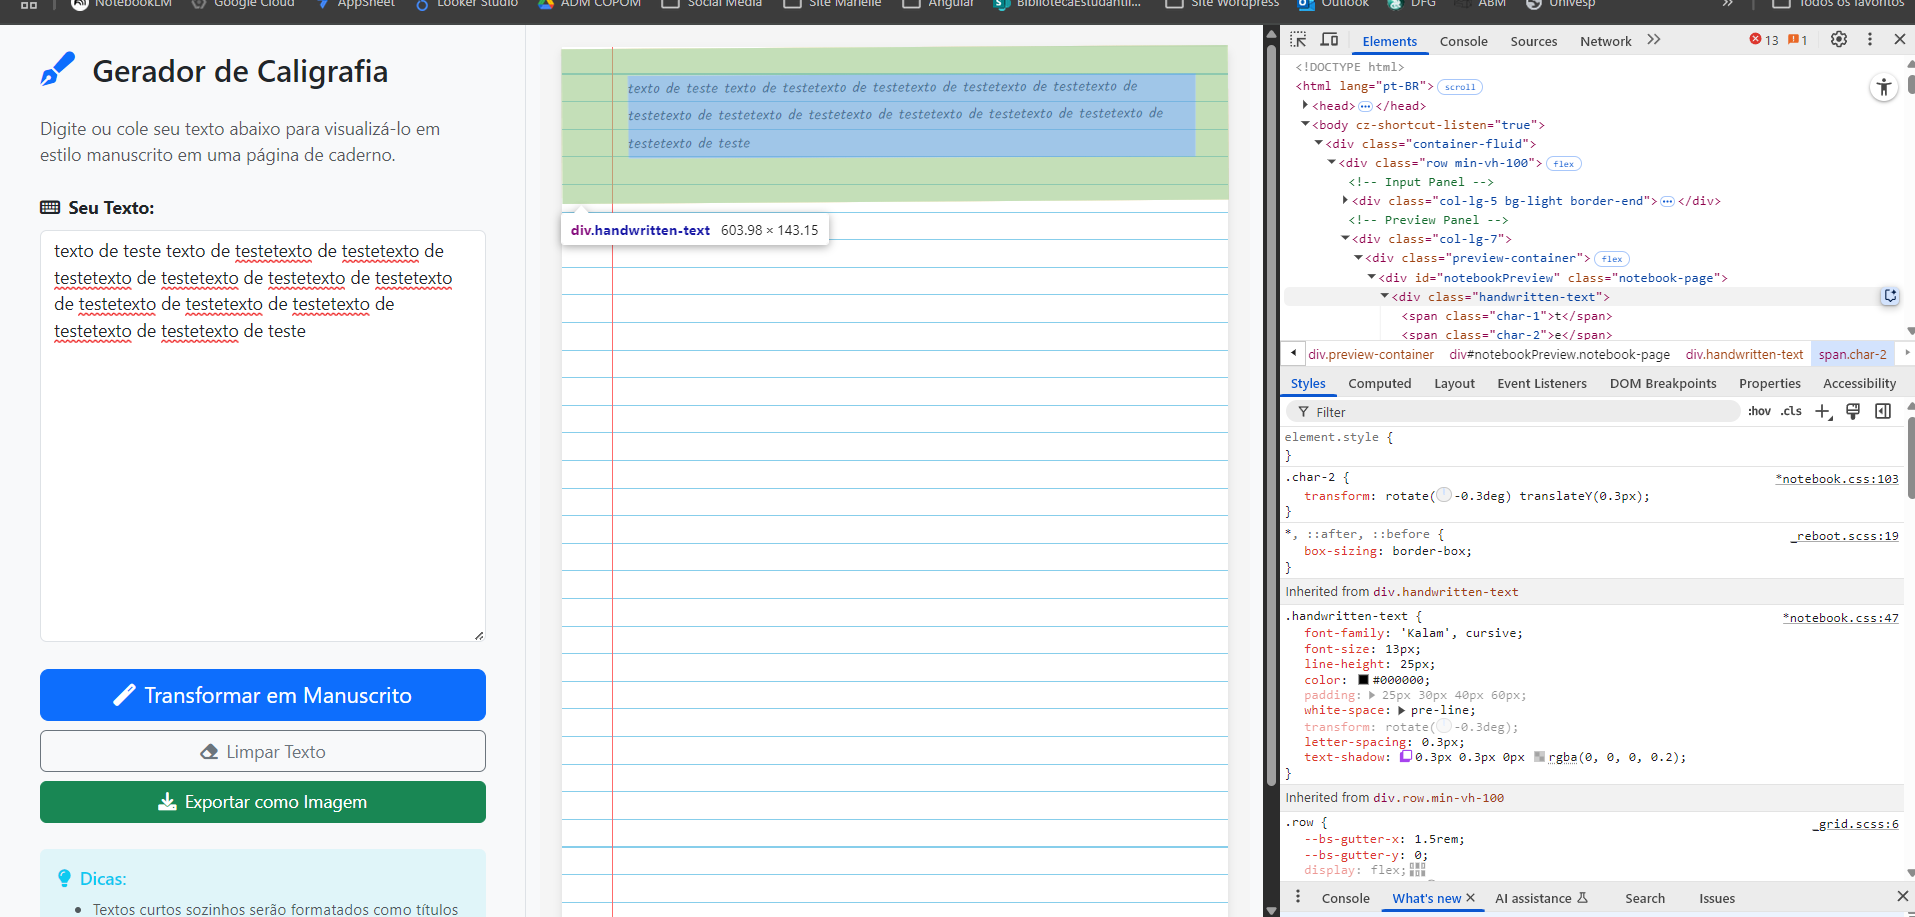 NotebookLM Google Cloud AppSheet Looker Studio ADM COPOM Social Media Site Marielle Angular BibliotecaEstudantil... Site Wordpress Outlook DFG ABM Univesp » Todos os favoritos
Gerador de Caligrafia
Digite ou cole seu texto abaixo para visualizá-lo em
estilo manuscrito em uma página de caderno.
Seu Texto:
texto de teste texto de testetexto de testetexto de
testetexto de testetexto de testetexto de testetexto
de testetexto de testetexto de testetexto de
testetexto de testetexto de teste
Transformar em Manuscrito
Limpar Texto
Exportar como Imagem
Dicas:
• Textos curtos sozinhos serão formatados como títulos
texto de teste texto de testetexto de testetexto de testetexto de testetexto de
testetexto de testetexto de testetexto de testetexto de testetexto de testetexto de
testetexto de teste
div.handwritten-text 603.98 × 143.15
Elements Console Sources Network » 13 1
<!DOCTYPE html>
<html lang="pt-BR"> scroll
<head> ... </head>
<body cz-shortcut-listen="true">
<div class="container-fluid">
<div class="row min-vh-100"> flex
<!-- Input Panel -->
<div class="col-lg-5 bg-light border-end"> ... </div>
<!-- Preview Panel -->
<div class="col-lg-7">
<div class="preview-container"> flex
<div id="notebookPreview" class="notebook-page">
<div class="handwritten-text">
<span class="char-1">t</span>
<span class="char-2">e</span>
div.preview-container div#notebookPreview.notebook-page div.handwritten-text span.char-2
Styles Computed Layout Event Listeners DOM Breakpoints Properties Accessibility
Filter :hov .cls
element.style {
}
.char-2 { *notebook.css:103
transform: rotate(-0.3deg) translateY(0.3px);
}
*, ::after, ::before { _reboot.scss:19
box-sizing: border-box;
}
Inherited from div.handwritten-text
.handwritten-text { *notebook.css:47
font-family: 'Kalam', cursive;
font-size: 13px;
line-height: 25px;
color: #000000;
padding: 25px 30px 40px 60px;
white-space: pre-line;
transform: rotate(-0.3deg);
letter-spacing: 0.3px;
text-shadow: 0.3px 0.3px 0px rgba(0, 0, 0, 0.2);
}
Inherited from div.row.min-vh-100
.row { _grid.scss:6
--bs-gutter-x: 1.5rem;
--bs-gutter-y: 0;
display: flex;
Console What's new AI assistance Search Issues